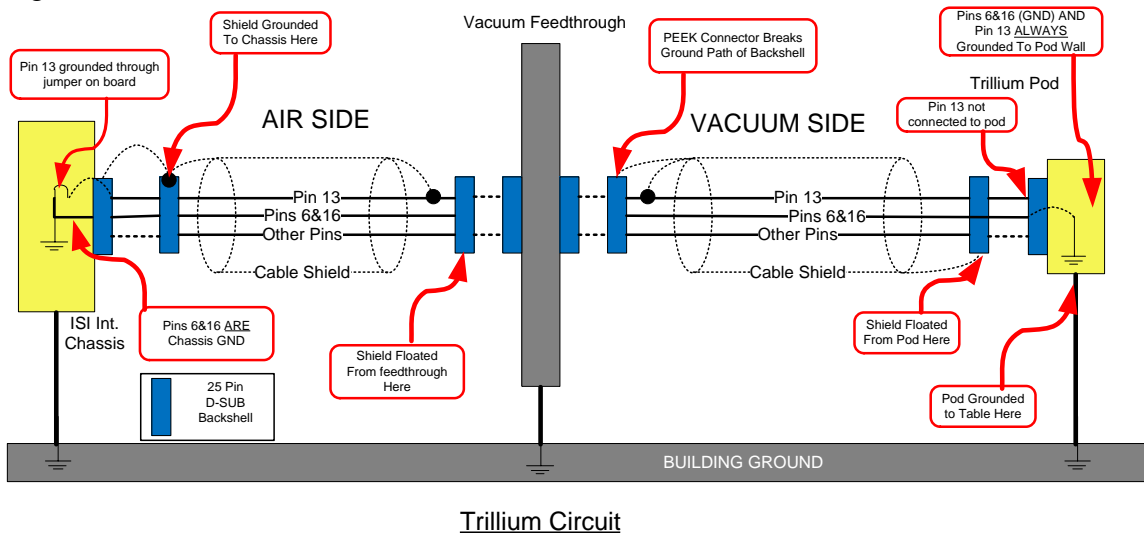 Vacuum Feedthrough
Shield Grounded
To Chassis Here
Pin 13 grounded through
jumper on board
PEEK Connector Breaks
Ground Path of Backshell
Pins 6&16 (GND) AND
Pin 13 ALWAYS
Grounded To Pod Wall
Trillium Pod
Pin 13 not
connected to pod
AIR SIDE
VACUUM SIDE
Pin 13
Pins 6&16
Other Pins
Cable Shield
Pin 13
Pins 6&16
Other Pins
Cable Shield
ISI Int.
Chassis
Pins 6&16 ARE
Chassis GND
Shield Floated
From feedthrough
Here
Shield Floated
From Pod Here
Pod Grounded
to Table Here
25 Pin
D-SUB
Backshell
BUILDING GROUND
Trillium Circuit